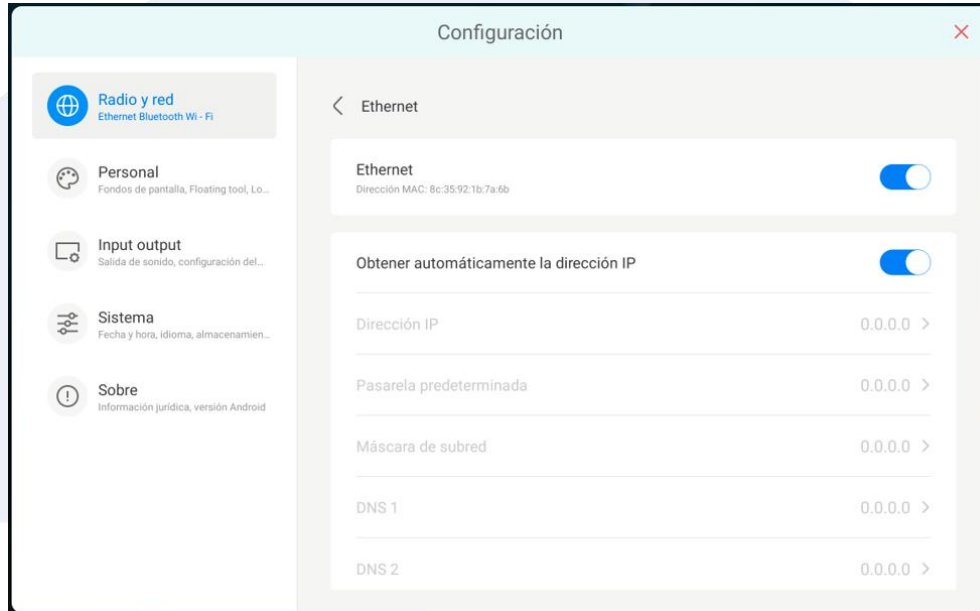 Configuración
Radio y red
Ethernet Bluetooth Wi - Fi
Personal
Fondos de pantalla, Floating tool, Lo...
Input output
Salida de sonido, configuración del...
Sistema
Fecha y hora, idioma, almacenamien...
Sobre
Información jurídica, versión Android
Ethernet
Ethernet
Dirección MAC: 8c:35:92:1b:7a:6b
Obtener automáticamente la dirección IP
Dirección IP 0.0.0.0
Pasarela predeterminada 0.0.0.0
Máscara de subred 0.0.0.0
DNS 1 0.0.0.0
DNS 2 0.0.0.0